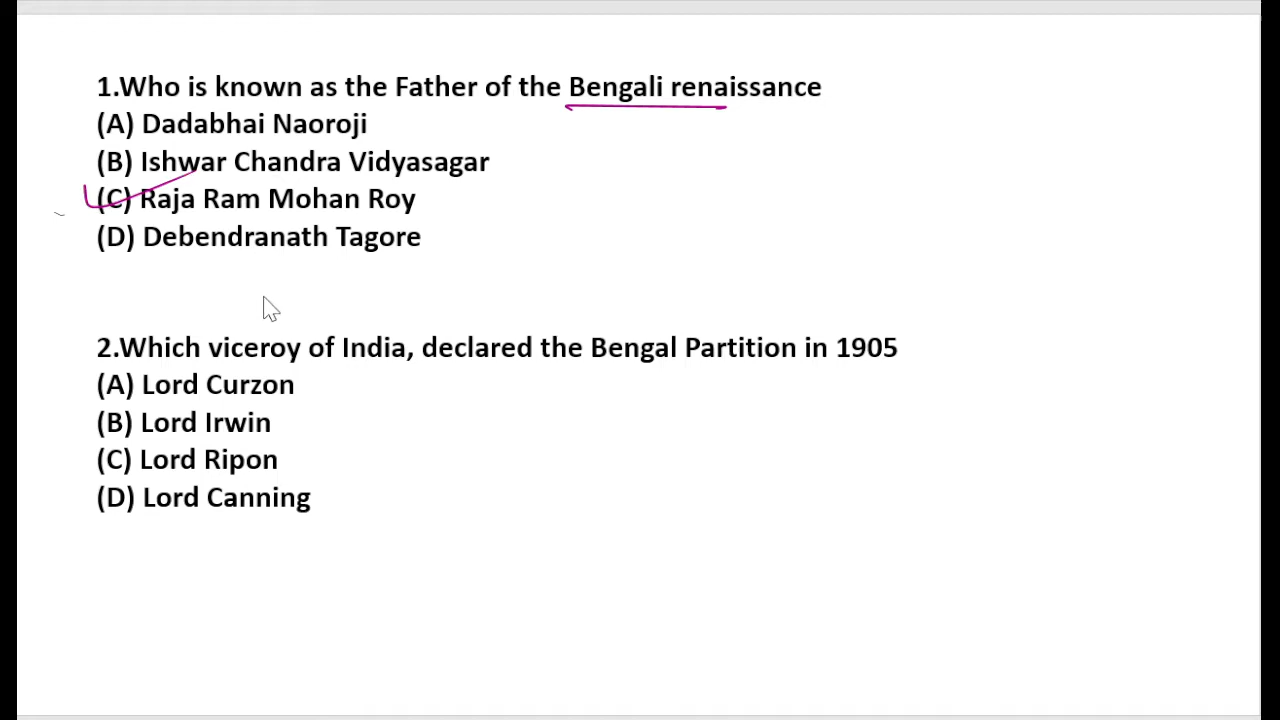 1.Who is known as the Father of the Bengali renaissance
(A) Dadabhai Naoroji
(B) Ishwar Chandra Vidyasagar
(C) Raja Ram Mohan Roy
(D) Debendranath Tagore
2.Which viceroy of India, declared the Bengal Partition in 1905
(A) Lord Curzon
(B) Lord Irwin
(C) Lord Ripon
(D) Lord Canning